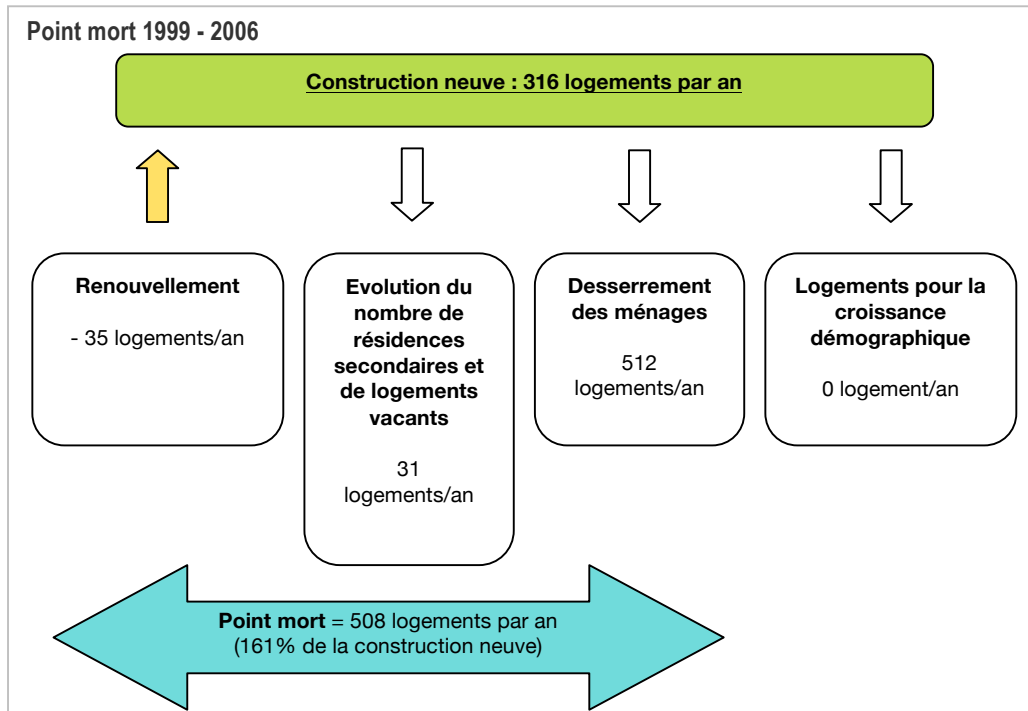 Point mort 1999 - 2006
Construction neuve : 316 logements par an
Renouvellement
- 35 logements/an
Evolution du
nombre de
résidences
secondaires et
de logements
vacants
31
logements/an
Desserrement
des ménages
512
logements/an
Logements pour la
croissance
démographique
0 logement/an
Point mort = 508 logements par an
(161% de la construction neuve)